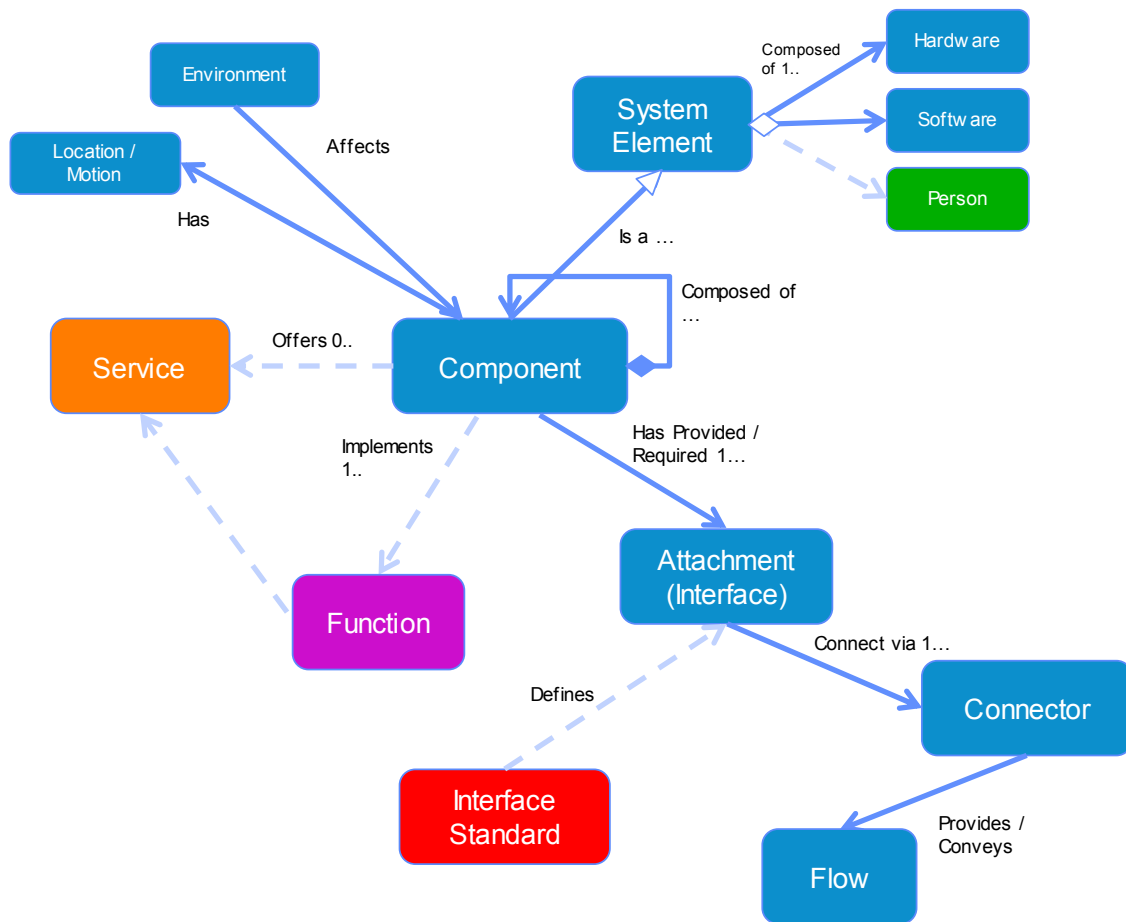 Hardware
Composed
of 1..
Environment
System
Element
Software
Affects
Location /
Motion
Person
Has
Is a …
Composed of
…
Offers 0..
Service
Component
Implements
1..
Has Provided /
Required 1…
Attachment
(Interface)
Function
Connect via 1…
Defines
Connector
Interface
Standard
Provides /
Conveys
Flow